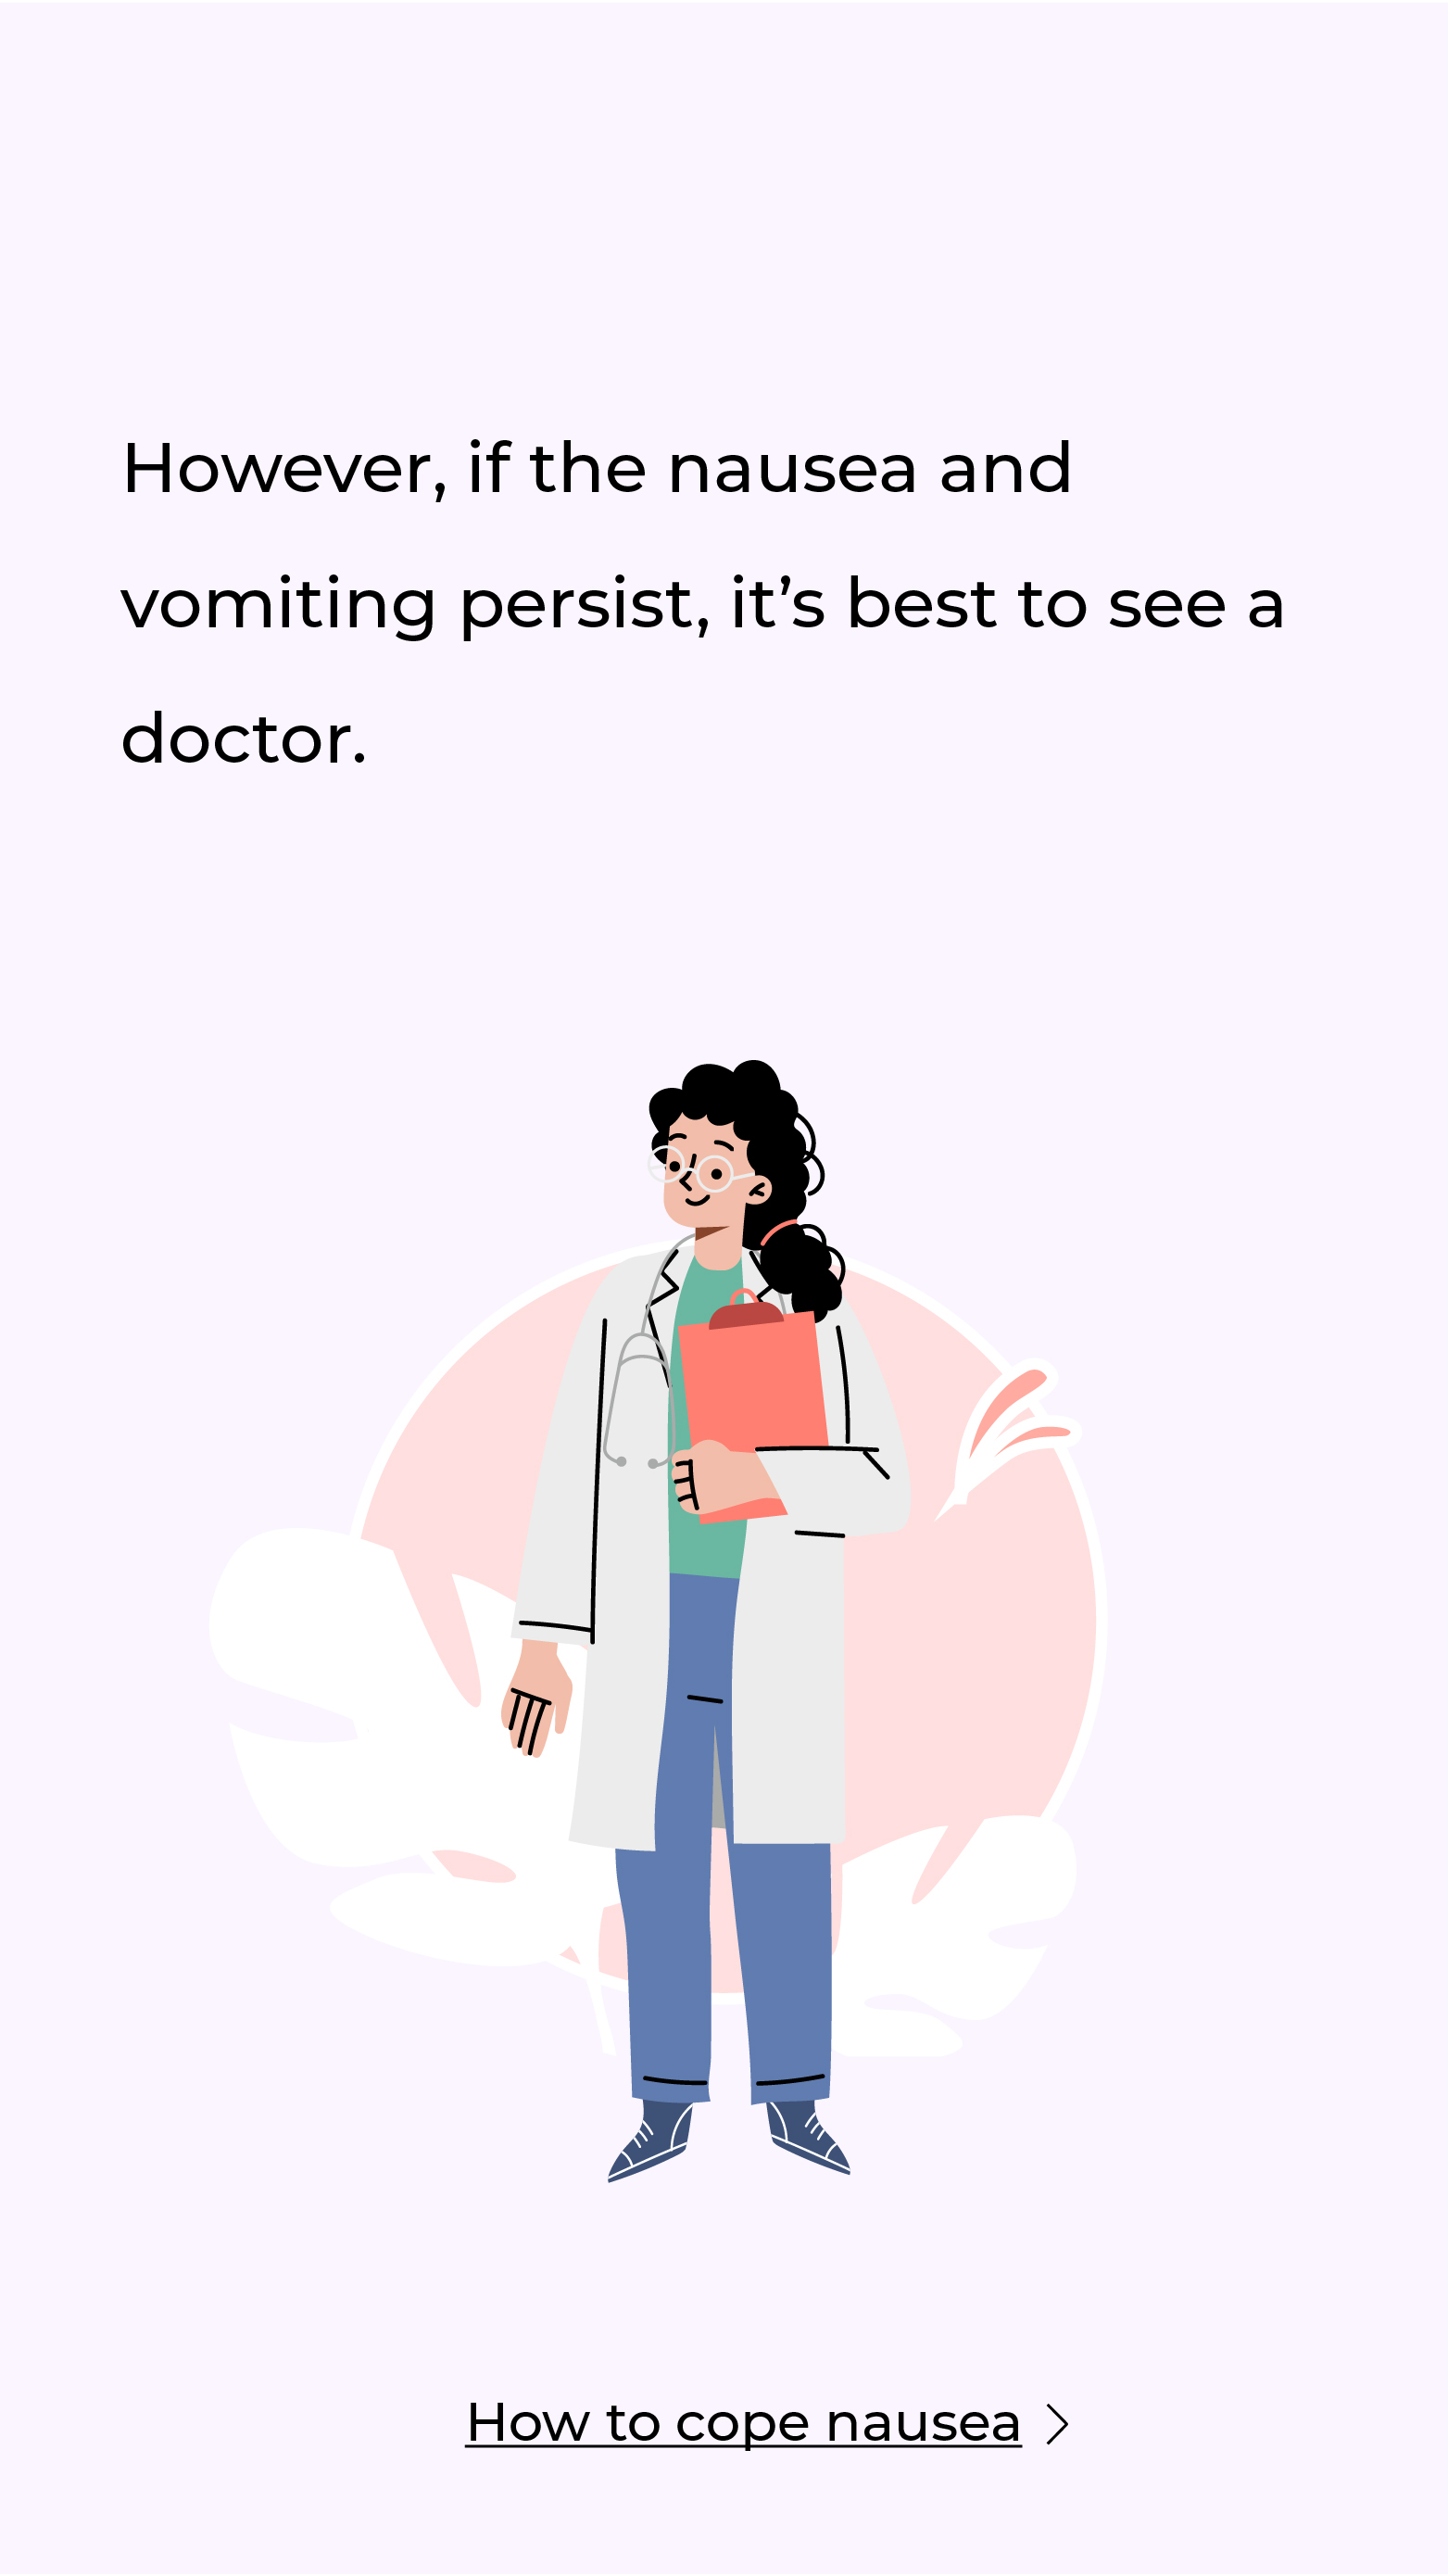 However, if the nausea and
vomiting persist, it’s best to see a
doctor.
How to cope nausea